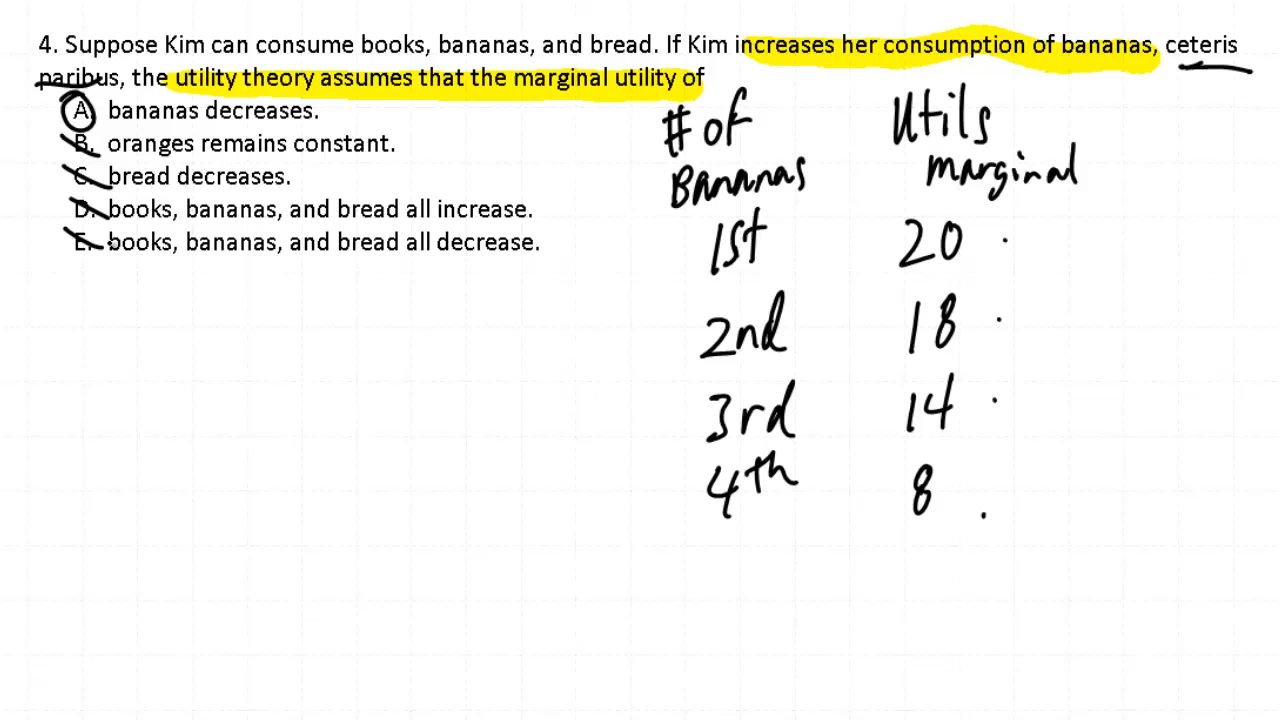 4. Suppose Kim can consume books, bananas, and bread. If Kim increases her consumption of bananas, ceteris
paribus, the utility theory assumes that the marginal utility of
A. bananas decreases.
B. oranges remains constant.
C. bread decreases.
D. books, bananas, and bread all increase.
E. books, bananas, and bread all decrease.
# of Utils
Bananas marginal
1st 20
2nd 18
3rd 14
4th 8